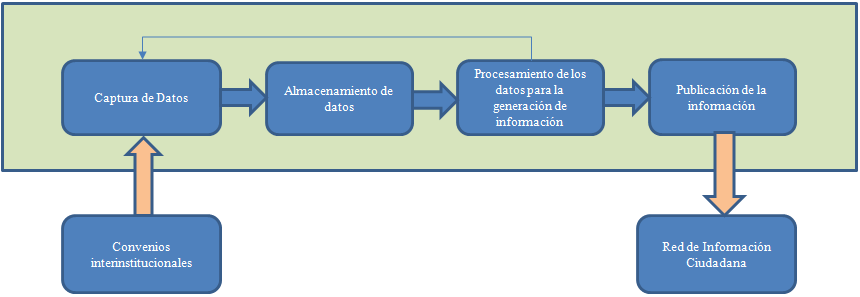 Captura de Datos
Almacenamiento de
datos
Procesamiento de los
datos para la
generación de
información
Publicación de la
información
Convenios
interinstitucionales
Red de Información
Ciudadana